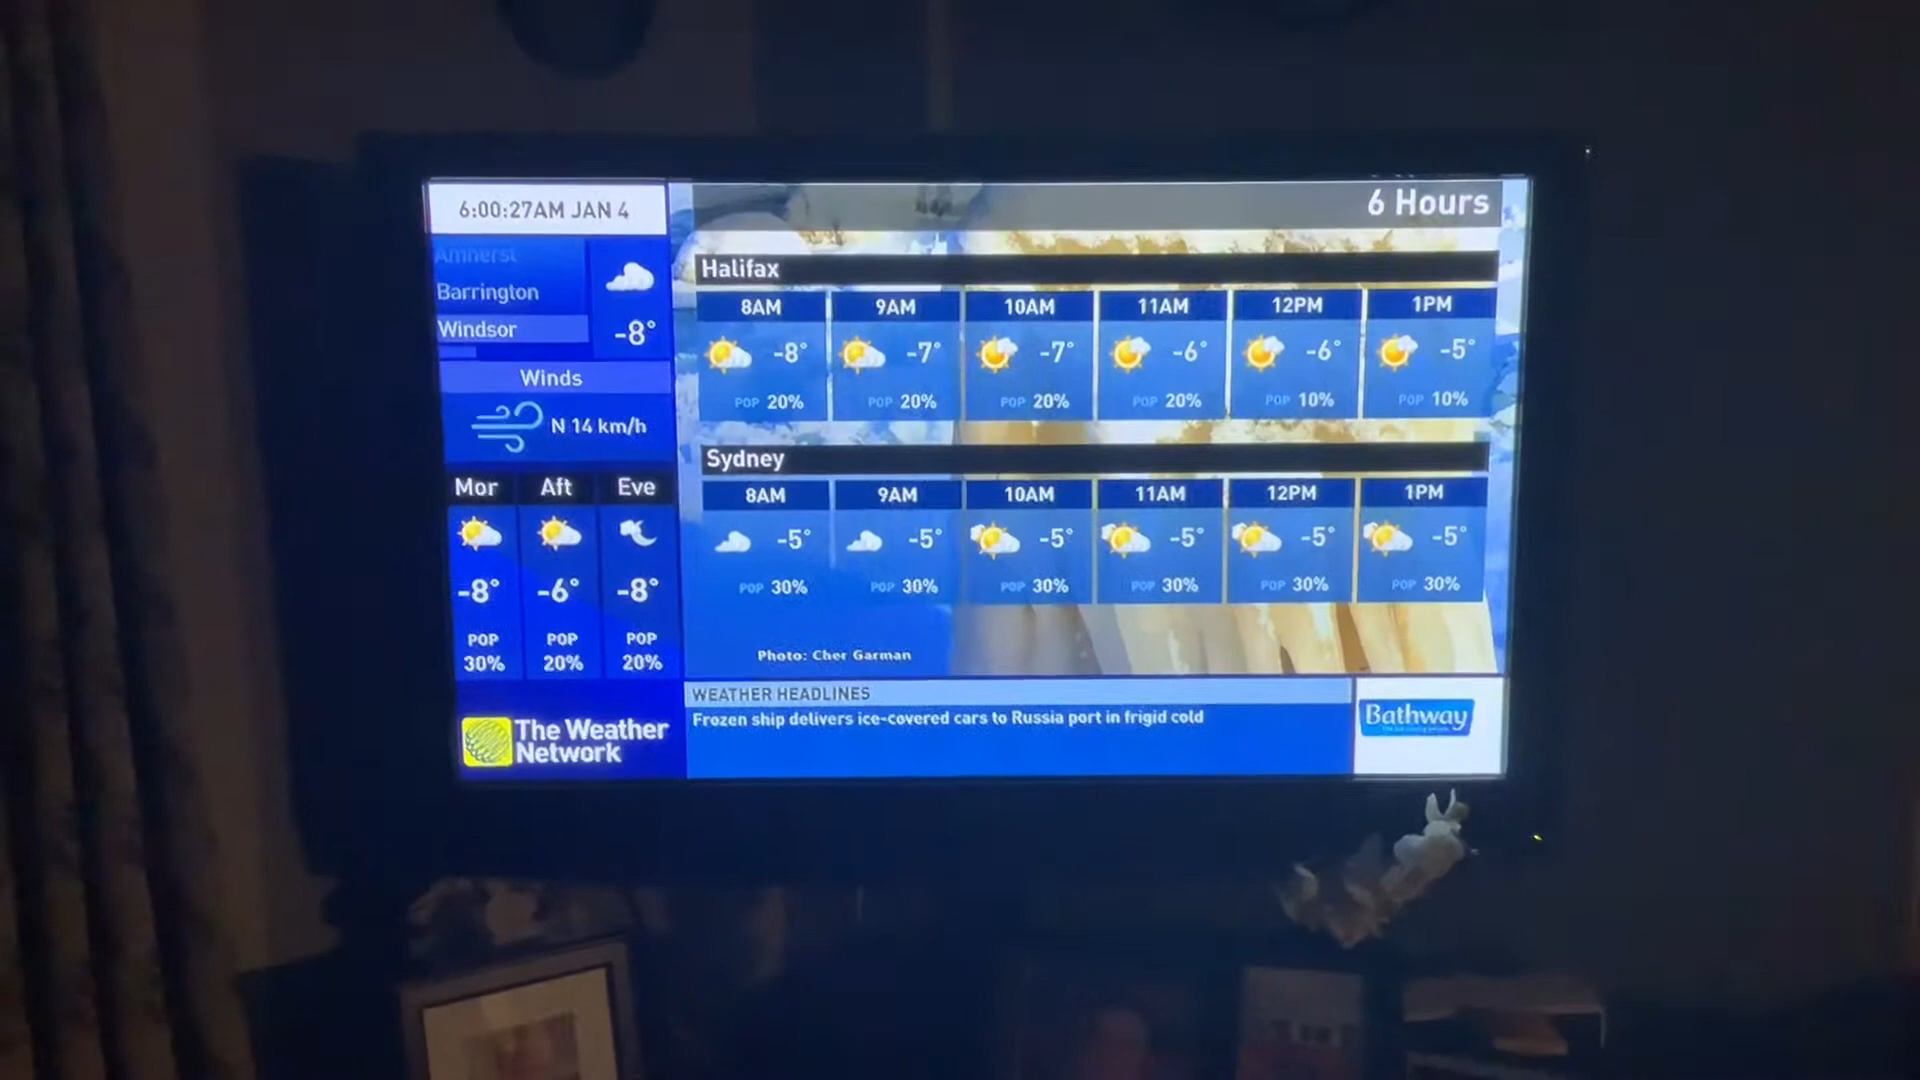 6:00:27AM JAN 4
Amherst
Barrington
Windsor
-8°
Winds
N 14 km/h
Mor Aft Eve
-8° -6° -8°
POP POP POP
30% 20% 20%
The Weather
Network
6 Hours
Halifax
8AM 9AM 10AM 11AM 12PM 1PM
-8° -7° -7° -6° -6° -5°
POP 20% POP 20% POP 20% POP 20% POP 10% POP 10%
Sydney
8AM 9AM 10AM 11AM 12PM 1PM
-5° -5° -5° -5° -5° -5°
POP 30% POP 30% POP 30% POP 30% POP 30% POP 30%
Photo: Cher Garman
WEATHER HEADLINES
Frozen ship delivers ice-covered cars to Russia port in frigid cold
Bathway